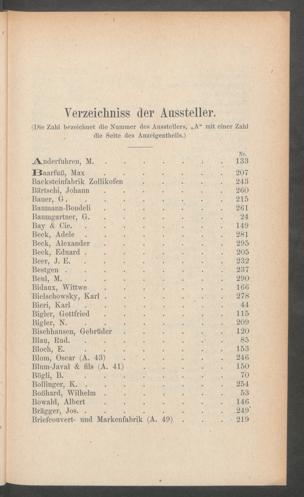 Verzeichniss der Aussteller.
(Die Zahl bezeichnet die Nummer des Ausstellers, „A“ mit einer Zahl
die Seite des Anzeigentheils.)
Nr.
Anderfuhren, M. . . . . . . 133
Baarfuß, Max . . . . . . . 207
Backsteinfabrik Zollikofen . . . . . 243
Bärtschi, Johann . . . . . . . 260
Bauer, G. . . . . . . . . 215
Baumann-Bondeli . . . . . . . 261
Baumgartner, G. . . . . . . . 24
Bay & Cie. . . . . . . . . 149
Beck, Adele . . . . . . . . 281
Beck, Alexander . . . . . . . 295
Beck, Eduard . . . . . . . . 205
Beer, J. E. . . . . . . . . 232
Bestgen . . . . . . . . 237
Beul, M. . . . . . . . . 290
Bidaux, Wittwe . . . . . . . 166
Bielschowsky, Karl . . . . . . . 278
Bieri, Karl . . . . . . . . 44
Bigler, Gottfried . . . . . . . 115
Bigler, N. . . . . . . . . 209
Bischhausen, Gebrüder . . . . . . 120
Blau, Rud. . . . . . . . . 85
Bloch, E. . . . . . . . . 153
Blom, Oscar (A. 43) . . . . . . 246
Blum-Javal & fils (A. 41) . . . . . 150
Bögli, B. . . . . . . . . 70
Bollinger, K. . . . . . . . . 254
Boßhard, Wilhelm . . . . . . . 53
Bowald, Albert . . . . . . . 146
Brägger, Jos. . . . . . . . . 249
Briefcouvert- und Markenfabrik (A. 49) . . . 219